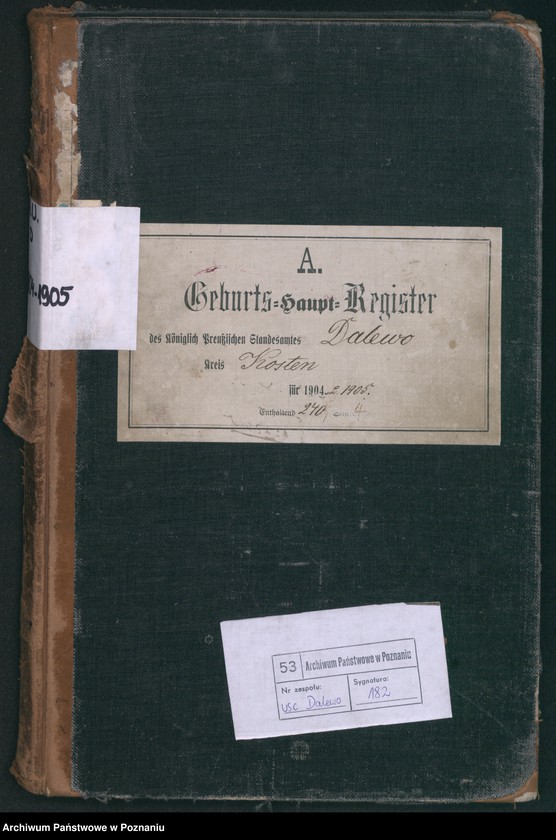 A.
Geburts-Haupt-Register
des Königlich Preußischen Standesamtes Dalewo
Kreis Kosten
für 1904 1905.
Enthaltend 270
-1905
53 Archiwum Państwowe w Poznaniu
Nr zespołu: Sygnatura:
USC Dalewo 182
Archiwum Państwowe w Poznaniu